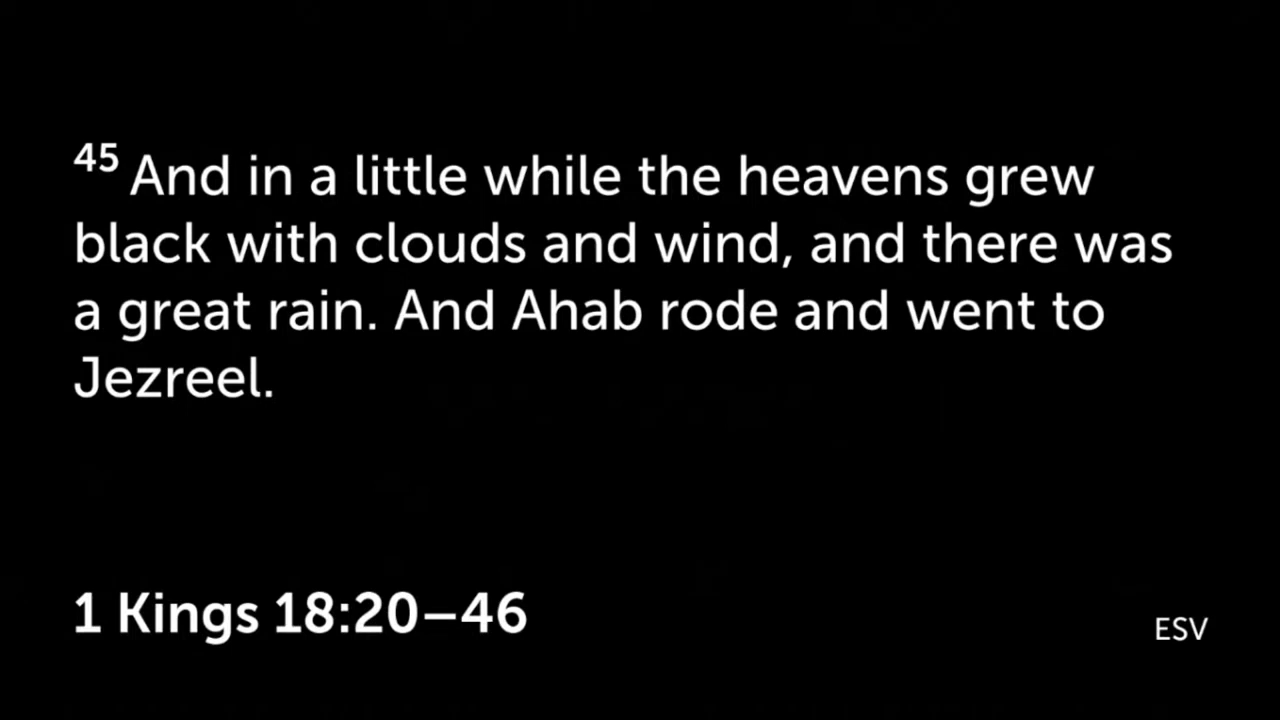 45 And in a little while the heavens grew
black with clouds and wind, and there was
a great rain. And Ahab rode and went to
Jezreel.
1 Kings 18:20–46
ESV